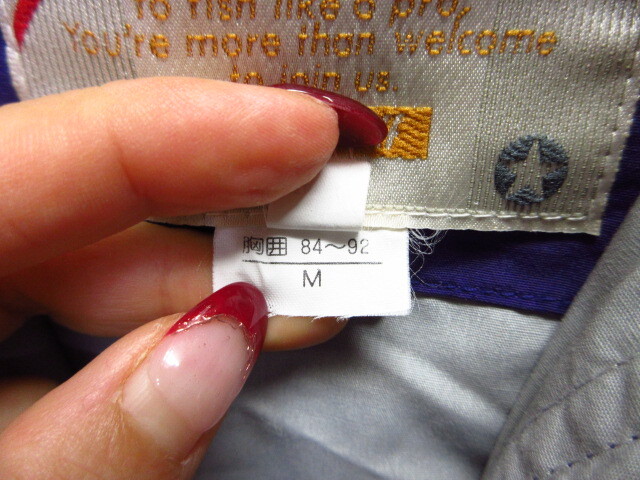 To fish like a pro,
You're more than welcome
to join us.
胸囲 84～92
M